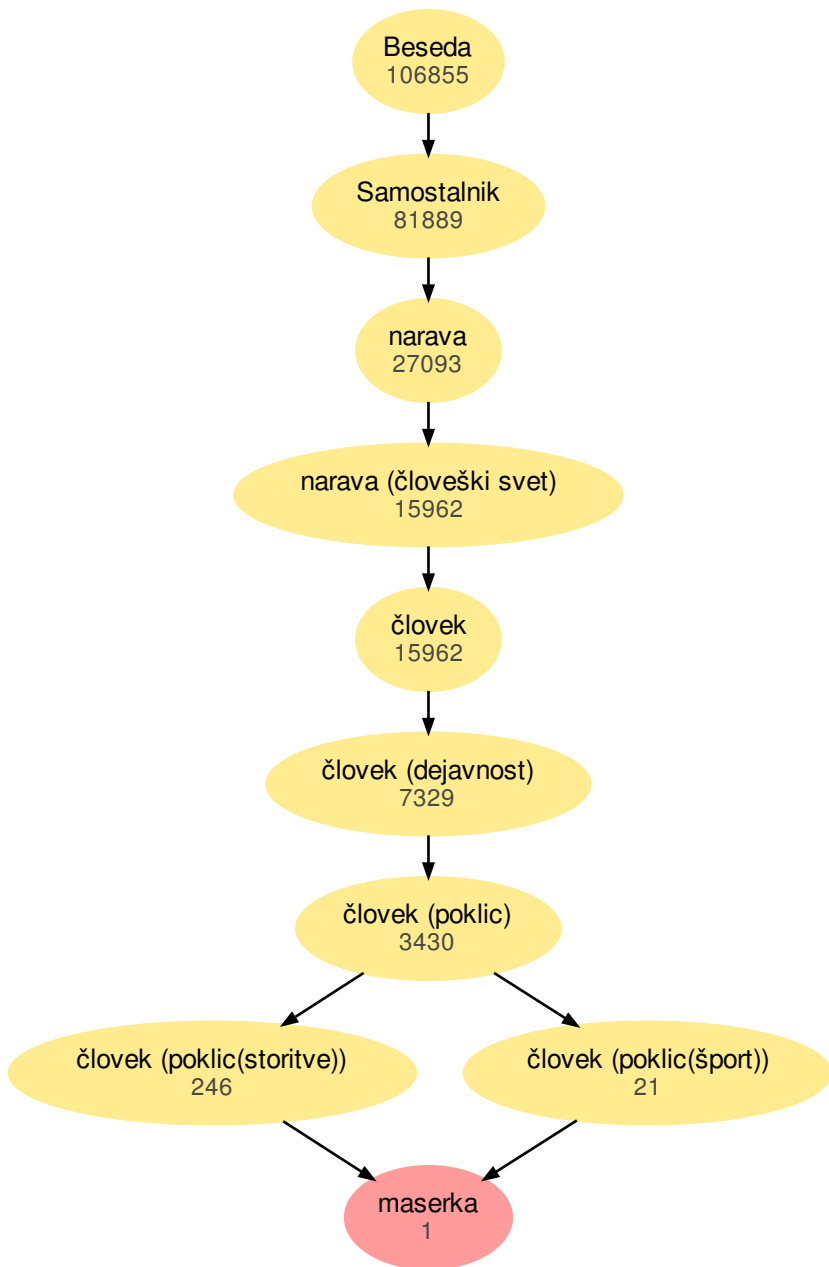 Beseda
106855
Samostalnik
81889
narava
27093
narava (človeški svet)
15962
človek
15962
človek (dejavnost)
7329
človek (poklic)
3430
človek (poklic(storitve))
246
človek (poklic(šport))
21
maserka
1